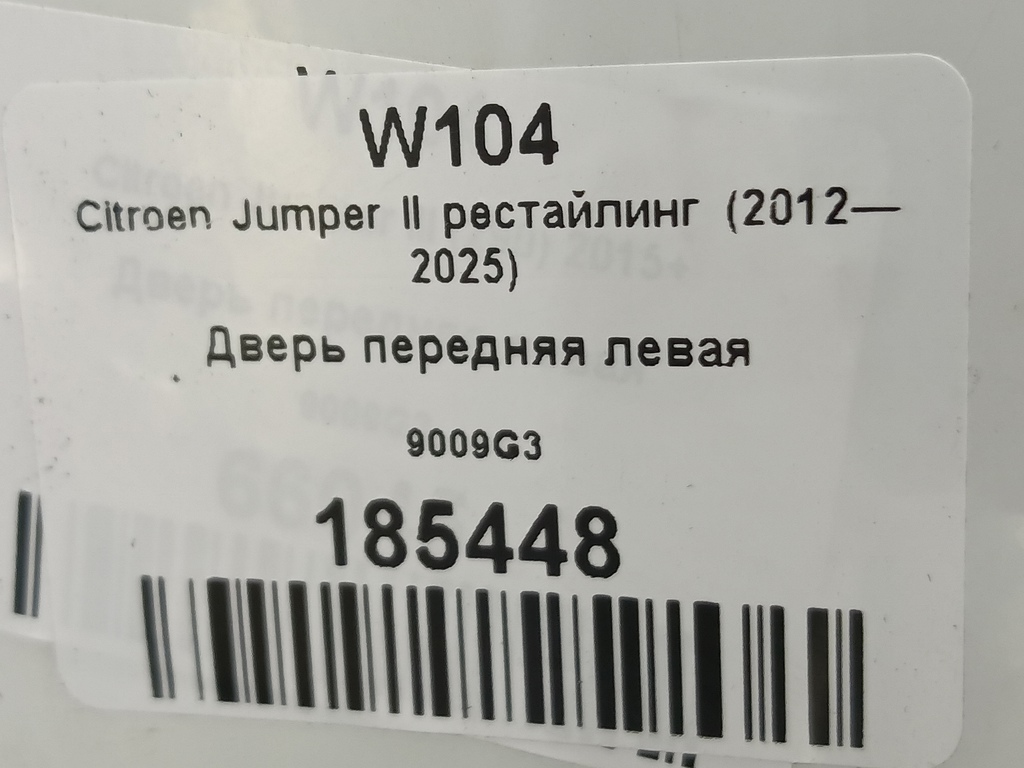 W104
Citroen Jumper II рестайлинг (2012—
2025)
Дверь передняя левая
9009G3
185448